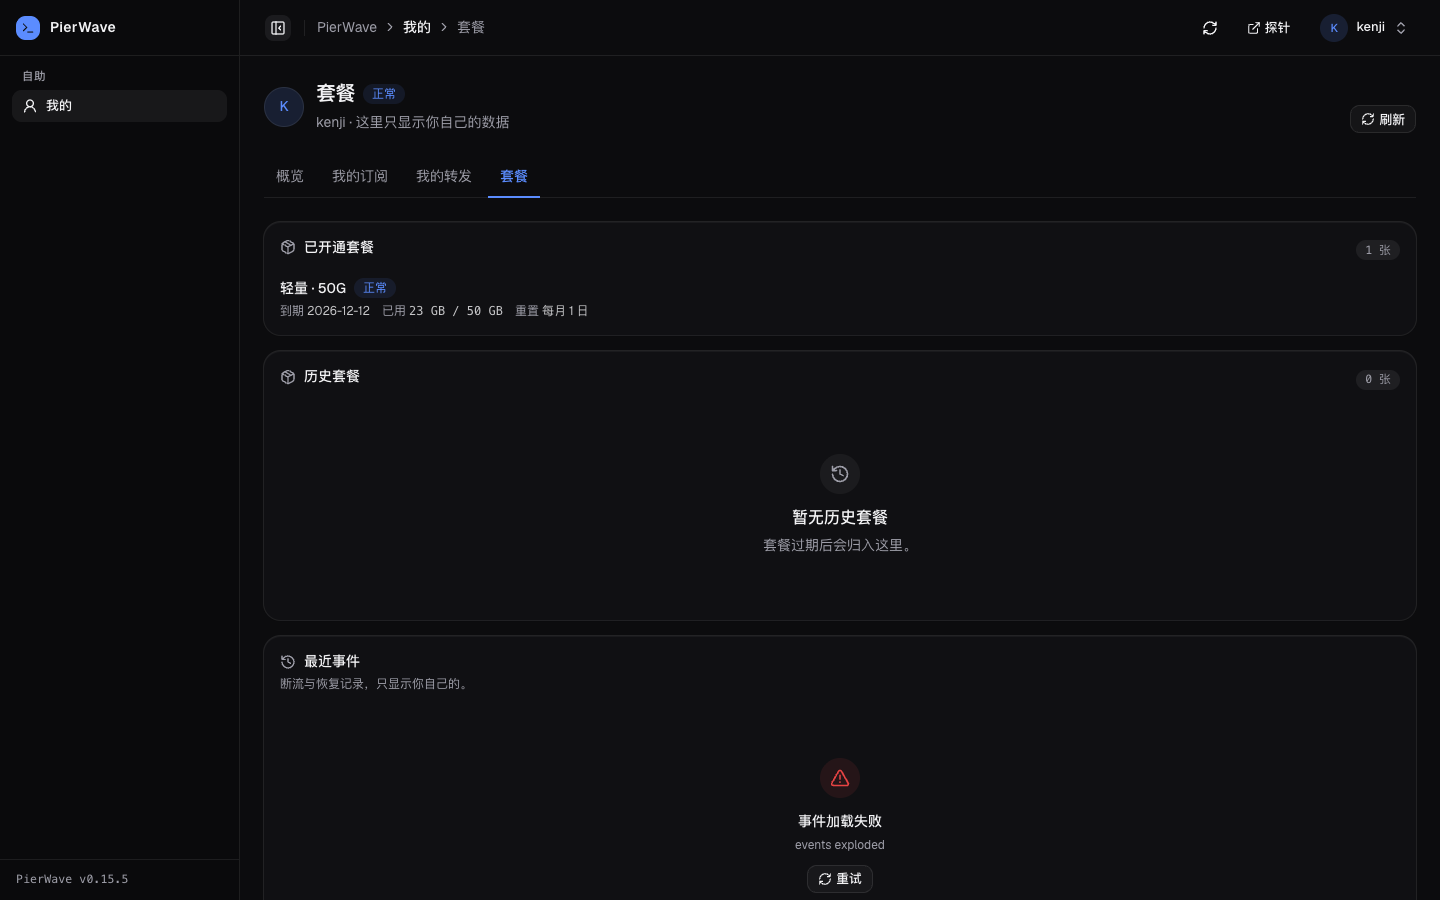 PierWave
PierWave > 我的 > 套餐
探针
K
kenji
自助
我的
K
套餐 正常
kenji · 这里只显示你自己的数据
刷新
概览 我的订阅 我的转发 套餐
已开通套餐
1 张
轻量 · 50G 正常
到期 2026-12-12 已用 23 GB / 50 GB 重置 每月 1 日
历史套餐
0 张
暂无历史套餐
套餐过期后会归入这里。
最近事件
断流与恢复记录，只显示你自己的。
事件加载失败
events exploded
重试
PierWave v0.15.5